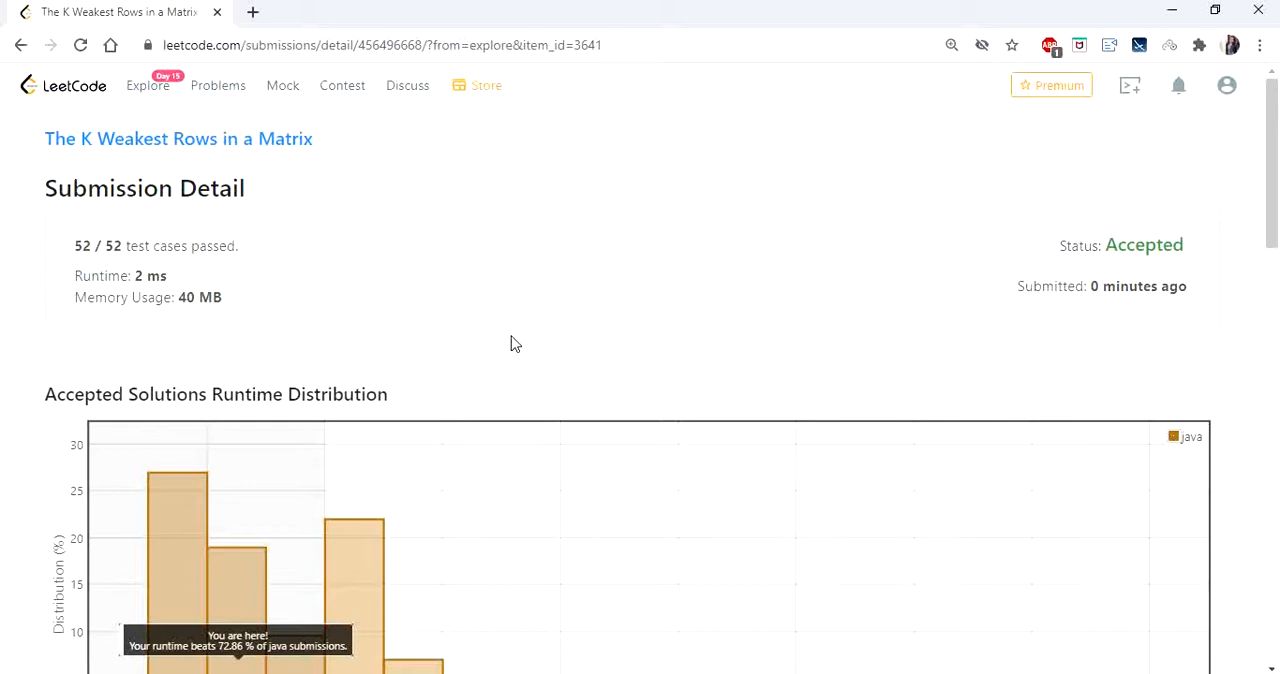 The K Weakest Rows in a Matrix
leetcode.com/submissions/detail/456496668/?from=explore&item_id=3641
ABP
1
LeetCode
Explore
Day 15
Problems
Mock
Contest
Discuss
Store
Premium
The K Weakest Rows in a Matrix
Submission Detail
52 / 52 test cases passed.
Status: Accepted
Runtime: 2 ms
Submitted: 0 minutes ago
Memory Usage: 40 MB
Accepted Solutions Runtime Distribution
java
30
25
20
15
10
Distribution (%)
You are here!
Your runtime beats 72.86 % of java submissions.